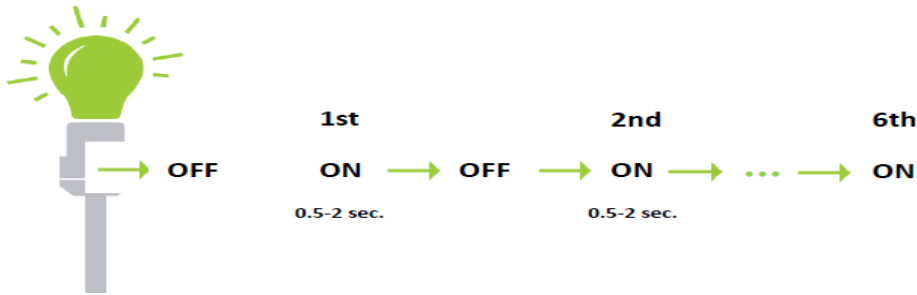 1st 2nd 6th
OFF ON OFF ON ... ON
0.5-2 sec. 0.5-2 sec.